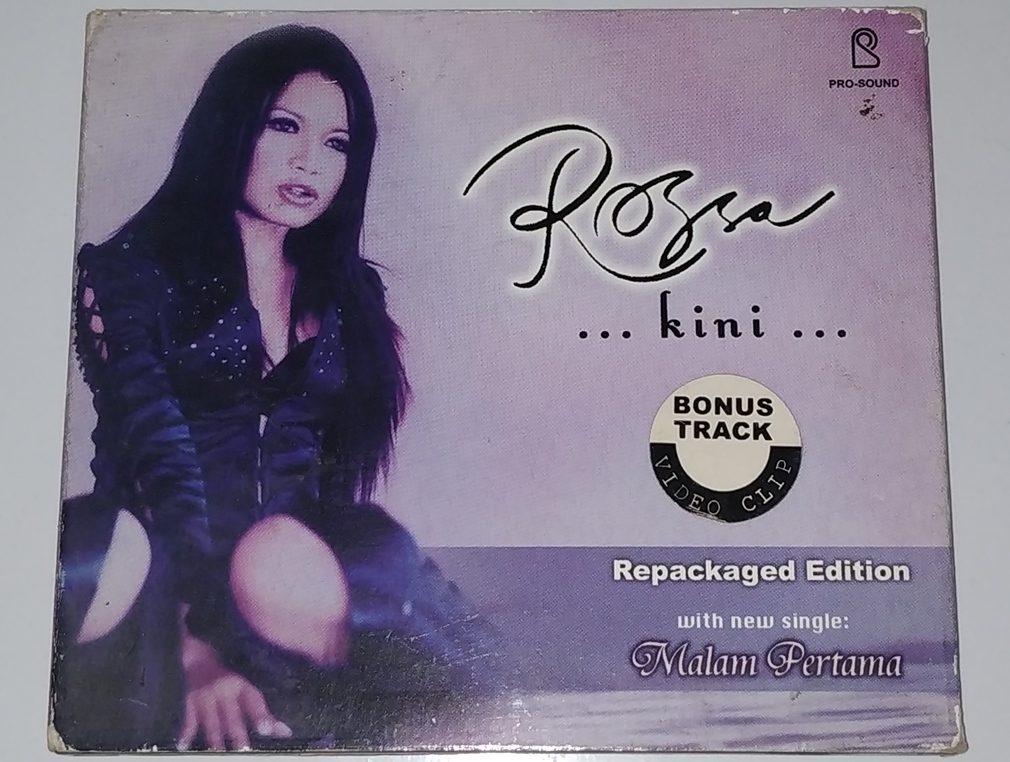 PRO-SOUND
Rossa
... kini ...
BONUS
TRACK
VIDEO CLIP
Repackaged Edition
with new single:
Malam Pertama